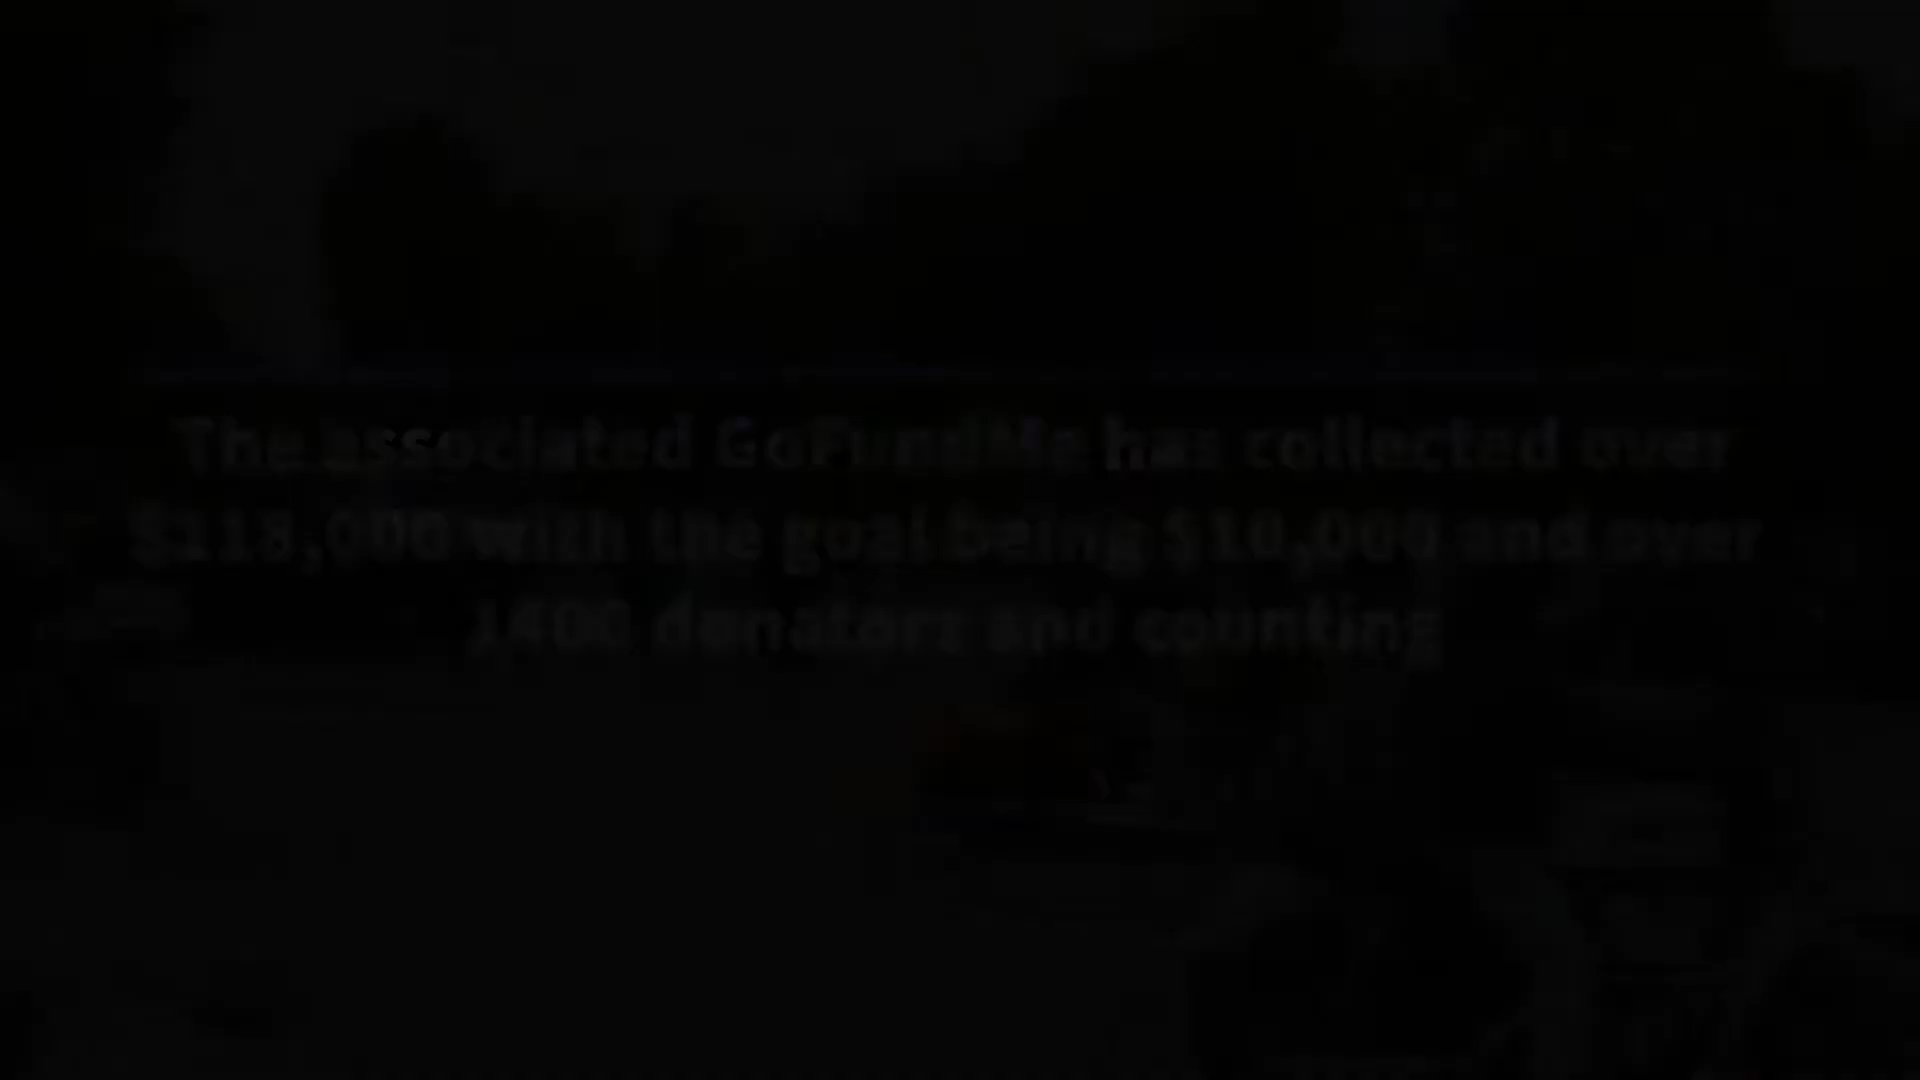 The associated GoFundMe has collected over
$218,000 with the goal being $10,000 and over
1400 donators and counting